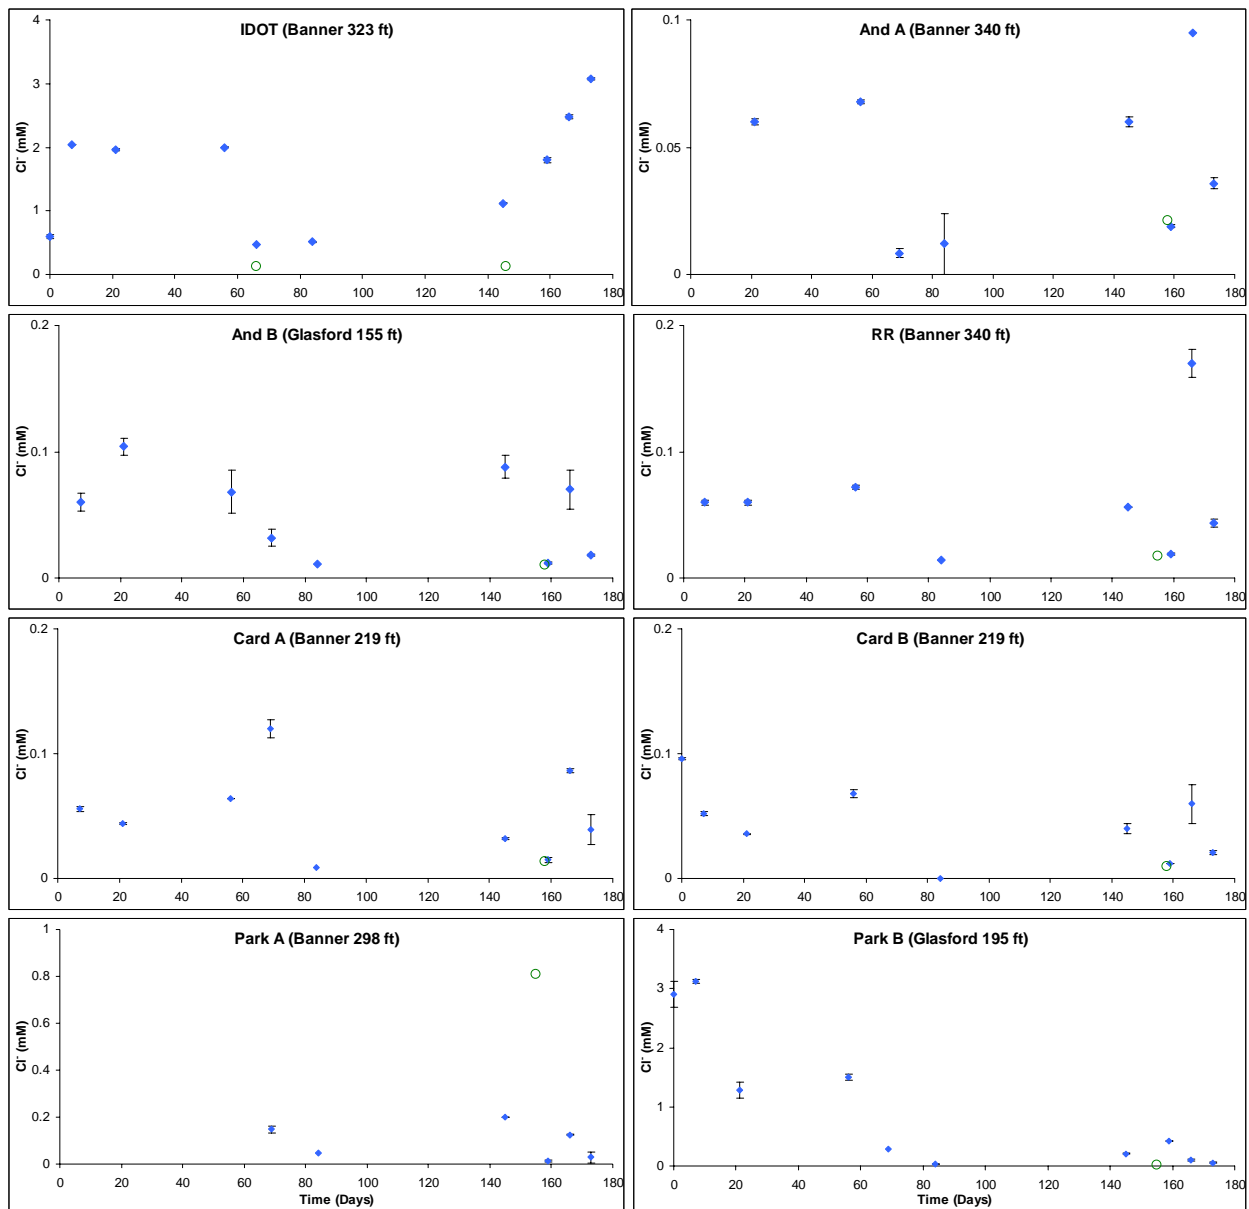 IDOT (Banner 323 ft)
Cl⁻ (mM)
4
3
2
1
0
0 20 40 60 80 100 120 140 160 180
And A (Banner 340 ft)
Cl⁻ (mM)
0.1
0.05
0
0 20 40 60 80 100 120 140 160 180
And B (Glasford 155 ft)
Cl⁻ (mM)
0.2
0.1
0
0 20 40 60 80 100 120 140 160 180
RR (Banner 340 ft)
Cl⁻ (mM)
0.2
0.1
0
0 20 40 60 80 100 120 140 160 180
Card A (Banner 219 ft)
Cl⁻ (mM)
0.2
0.1
0
0 20 40 60 80 100 120 140 160 180
Card B (Banner 219 ft)
Cl⁻ (mM)
0.2
0.1
0
0 20 40 60 80 100 120 140 160 180
Park A (Banner 298 ft)
Cl⁻ (mM)
1
0.8
0.6
0.4
0.2
0
0 20 40 60 80 100 120 140 160 180
Time (Days)
Park B (Glasford 195 ft)
Cl⁻ (mM)
4
3
2
1
0
0 20 40 60 80 100 120 140 160 180
Time (Days)